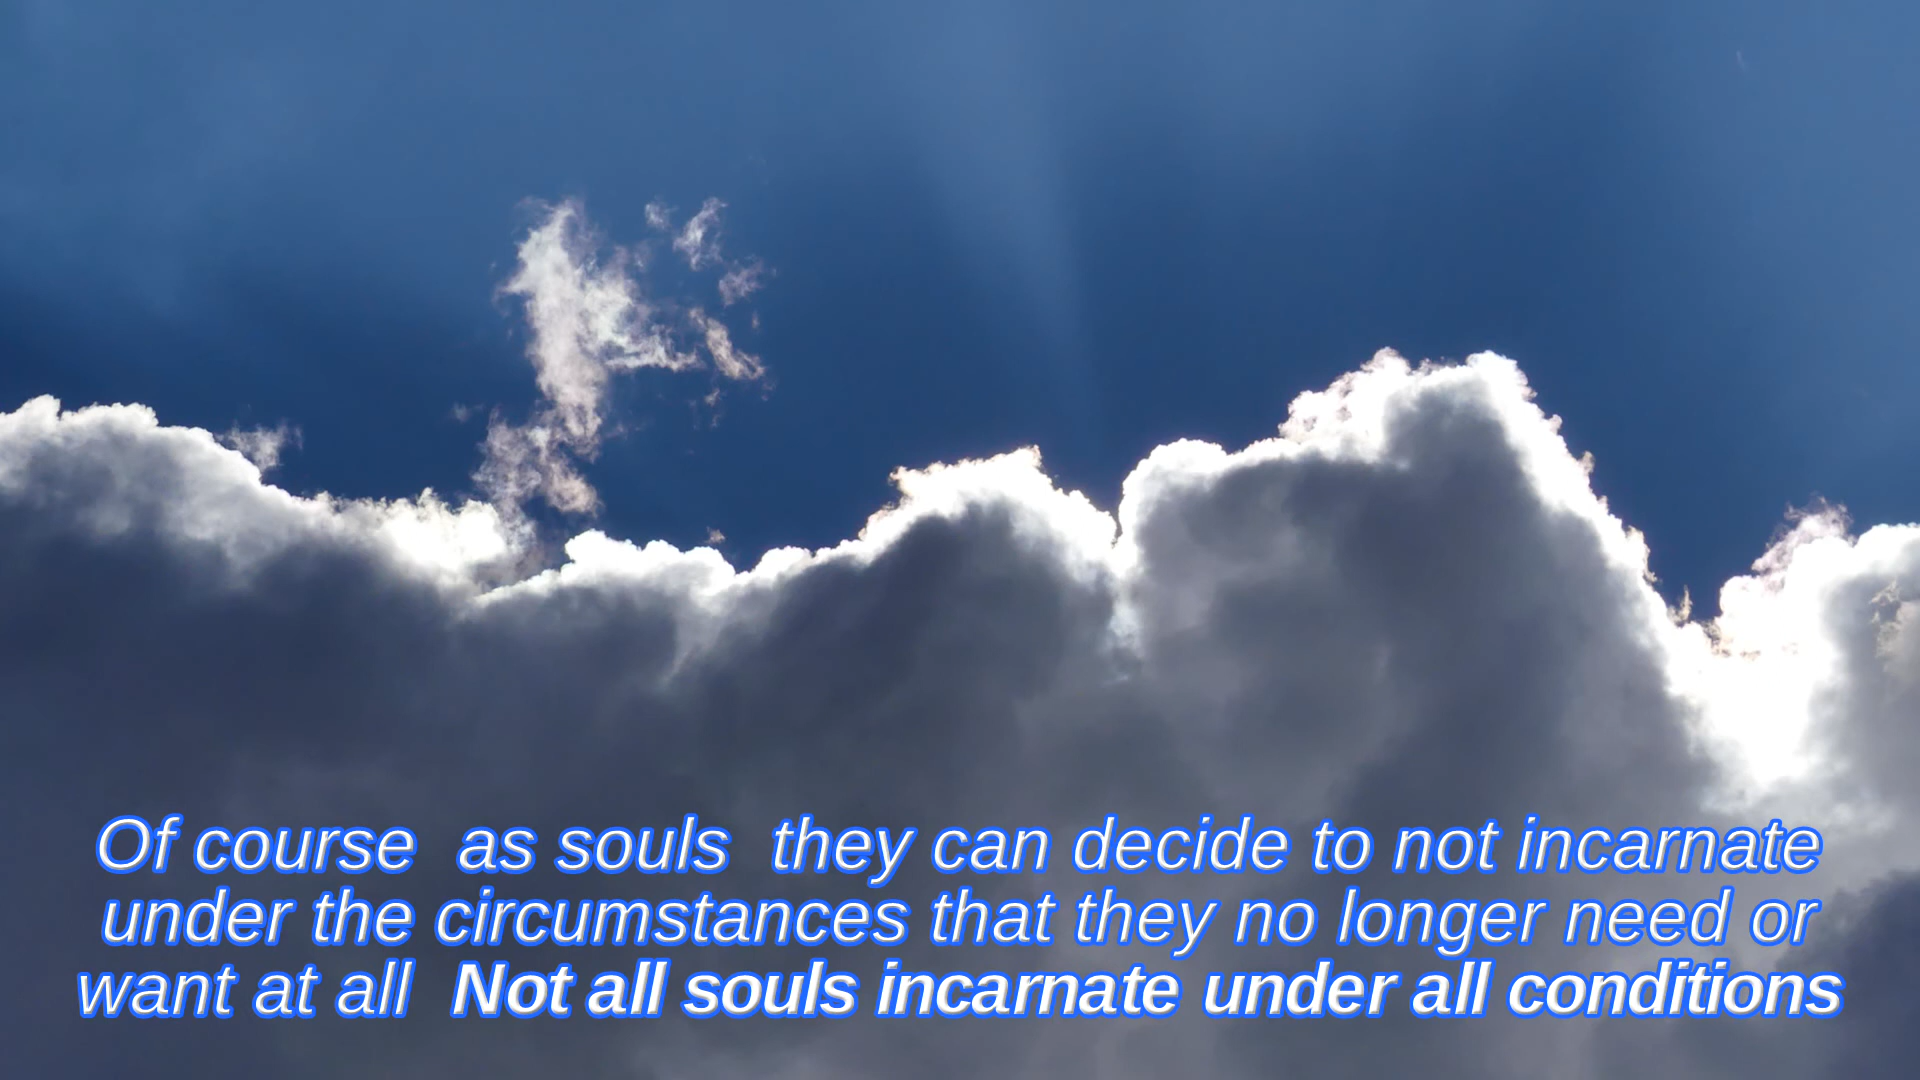 Of course as souls they can decide to not incarnate
under the circumstances that they no longer need or
want at all Not all souls incarnate under all conditions